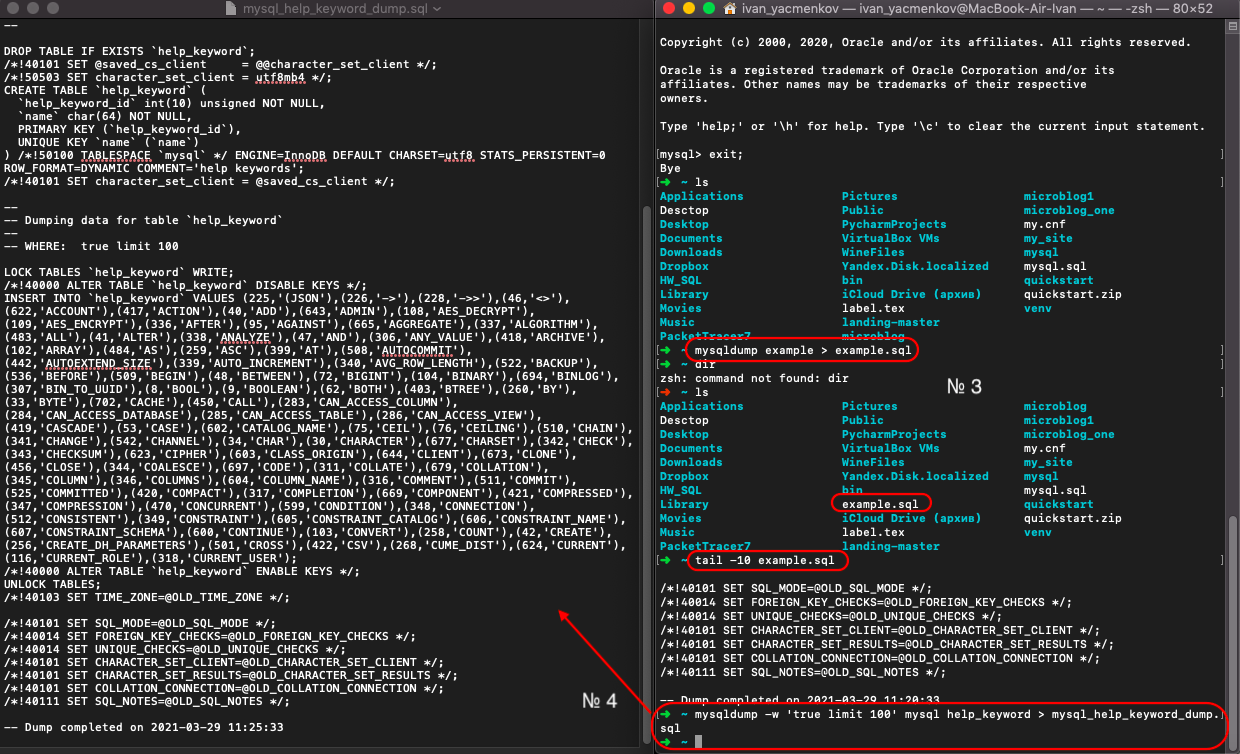 mysql_help_keyword_dump.sql
--
DROP TABLE IF EXISTS `help_keyword`;
/*!40101 SET @saved_cs_client     = @@character_set_client */;
/*!50503 SET character_set_client = utf8mb4 */;
CREATE TABLE `help_keyword` (
  `help_keyword_id` int(10) unsigned NOT NULL,
  `name` char(64) NOT NULL,
  PRIMARY KEY (`help_keyword_id`),
  UNIQUE KEY `name` (`name`)
) /*!50100 TABLESPACE `mysql` */ ENGINE=InnoDB DEFAULT CHARSET=utf8 STATS_PERSISTENT=0
ROW_FORMAT=DYNAMIC COMMENT='help keywords';
/*!40101 SET character_set_client = @saved_cs_client */;
--
-- Dumping data for table `help_keyword`
--
-- WHERE:  true limit 100
LOCK TABLES `help_keyword` WRITE;
/*!40000 ALTER TABLE `help_keyword` DISABLE KEYS */;
INSERT INTO `help_keyword` VALUES (225,'(JSON'),(226,'->'),(228,'->>'),(46,'<>'),
(622,'ACCOUNT'),(417,'ACTION'),(40,'ADD'),(643,'ADMIN'),(108,'AES_DECRYPT'),
(109,'AES_ENCRYPT'),(336,'AFTER'),(95,'AGAINST'),(665,'AGGREGATE'),(337,'ALGORITHM'),
(483,'ALL'),(41,'ALTER'),(338,'ANALYZE'),(47,'AND'),(306,'ANY_VALUE'),(418,'ARCHIVE'),
(102,'ARRAY'),(484,'AS'),(259,'ASC'),(399,'AT'),(508,'AUTOCOMMIT'),
(442,'AUTOEXTEND_SIZE'),(339,'AUTO_INCREMENT'),(340,'AVG_ROW_LENGTH'),(522,'BACKUP'),
(536,'BEFORE'),(509,'BEGIN'),(48,'BETWEEN'),(72,'BIGINT'),(104,'BINARY'),(694,'BINLOG'),
(307,'BIN_TO_UUID'),(8,'BOOL'),(9,'BOOLEAN'),(62,'BOTH'),(403,'BTREE'),(260,'BY'),
(33,'BYTE'),(702,'CACHE'),(450,'CALL'),(283,'CAN_ACCESS_COLUMN'),
(284,'CAN_ACCESS_DATABASE'),(285,'CAN_ACCESS_TABLE'),(286,'CAN_ACCESS_VIEW'),
(419,'CASCADE'),(53,'CASE'),(602,'CATALOG_NAME'),(75,'CEIL'),(76,'CEILING'),(510,'CHAIN'),
(341,'CHANGE'),(542,'CHANNEL'),(34,'CHAR'),(30,'CHARACTER'),(677,'CHARSET'),(342,'CHECK'),
(343,'CHECKSUM'),(623,'CIPHER'),(603,'CLASS_ORIGIN'),(644,'CLIENT'),(673,'CLONE'),
(456,'CLOSE'),(344,'COALESCE'),(697,'CODE'),(311,'COLLATE'),(679,'COLLATION'),
(345,'COLUMN'),(346,'COLUMNS'),(604,'COLUMN_NAME'),(316,'COMMENT'),(511,'COMMIT'),
(525,'COMMITTED'),(420,'COMPACT'),(317,'COMPLETION'),(669,'COMPONENT'),(421,'COMPRESSED'),
(347,'COMPRESSION'),(470,'CONCURRENT'),(599,'CONDITION'),(348,'CONNECTION'),
(512,'CONSISTENT'),(349,'CONSTRAINT'),(605,'CONSTRAINT_CATALOG'),(606,'CONSTRAINT_NAME'),
(607,'CONSTRAINT_SCHEMA'),(600,'CONTINUE'),(103,'CONVERT'),(258,'COUNT'),(42,'CREATE'),
(256,'CREATE_DH_PARAMETERS'),(501,'CROSS'),(422,'CSV'),(268,'CUME_DIST'),(624,'CURRENT'),
(116,'CURRENT_ROLE'),(318,'CURRENT_USER');
/*!40000 ALTER TABLE `help_keyword` ENABLE KEYS */;
UNLOCK TABLES;
/*!40103 SET TIME_ZONE=@OLD_TIME_ZONE */;
/*!40101 SET SQL_MODE=@OLD_SQL_MODE */;
/*!40014 SET FOREIGN_KEY_CHECKS=@OLD_FOREIGN_KEY_CHECKS */;
/*!40014 SET UNIQUE_CHECKS=@OLD_UNIQUE_CHECKS */;
/*!40101 SET CHARACTER_SET_CLIENT=@OLD_CHARACTER_SET_CLIENT */;
/*!40101 SET CHARACTER_SET_RESULTS=@OLD_CHARACTER_SET_RESULTS */;
/*!40101 SET COLLATION_CONNECTION=@OLD_COLLATION_CONNECTION */;
/*!40111 SET SQL_NOTES=@OLD_SQL_NOTES */;
-- Dump completed on 2021-03-29 11:25:33
№ 4
ivan_yacmenkov — ivan_yacmenkov@MacBook-Air-Ivan — ~ — -zsh — 80×52
Copyright (c) 2000, 2020, Oracle and/or its affiliates. All rights reserved.
Oracle is a registered trademark of Oracle Corporation and/or its
affiliates. Other names may be trademarks of their respective
owners.
Type 'help;' or '\h' for help. Type '\c' to clear the current input statement.
[mysql> exit; ]
Bye
[➜  ~ ls ]
Applications Pictures microblog1
Desctop Public microblog_one
Desktop PycharmProjects my.cnf
Documents VirtualBox VMs my_site
Downloads WineFiles mysql
Dropbox Yandex.Disk.localized mysql.sql
HW_SQL bin quickstart
Library iCloud Drive (архив) quickstart.zip
Movies label.tex venv
Music landing-master
PacketTracer7 microblog
[➜  ~ mysqldump example > example.sql ]
[➜  ~ dir ]
zsh: command not found: dir
[➜  ~ ls ]
№ 3
Applications Pictures microblog
Desctop Public microblog1
Desktop PycharmProjects microblog_one
Documents VirtualBox VMs my.cnf
Downloads WineFiles my_site
Dropbox Yandex.Disk.localized mysql
HW_SQL bin mysql.sql
Library example.sql quickstart
Movies iCloud Drive (архив) quickstart.zip
Music label.tex venv
PacketTracer7 landing-master
[➜  ~ tail -10 example.sql ]
/*!40101 SET SQL_MODE=@OLD_SQL_MODE */;
/*!40014 SET FOREIGN_KEY_CHECKS=@OLD_FOREIGN_KEY_CHECKS */;
/*!40014 SET UNIQUE_CHECKS=@OLD_UNIQUE_CHECKS */;
/*!40101 SET CHARACTER_SET_CLIENT=@OLD_CHARACTER_SET_CLIENT */;
/*!40101 SET CHARACTER_SET_RESULTS=@OLD_CHARACTER_SET_RESULTS */;
/*!40101 SET COLLATION_CONNECTION=@OLD_COLLATION_CONNECTION */;
/*!40111 SET SQL_NOTES=@OLD_SQL_NOTES */;
-- Dump completed on 2021-03-29 11:20:33
[➜  ~ mysqldump -w 'true limit 100' mysql help_keyword > mysql_help_keyword_dump.]
sql
➜  ~